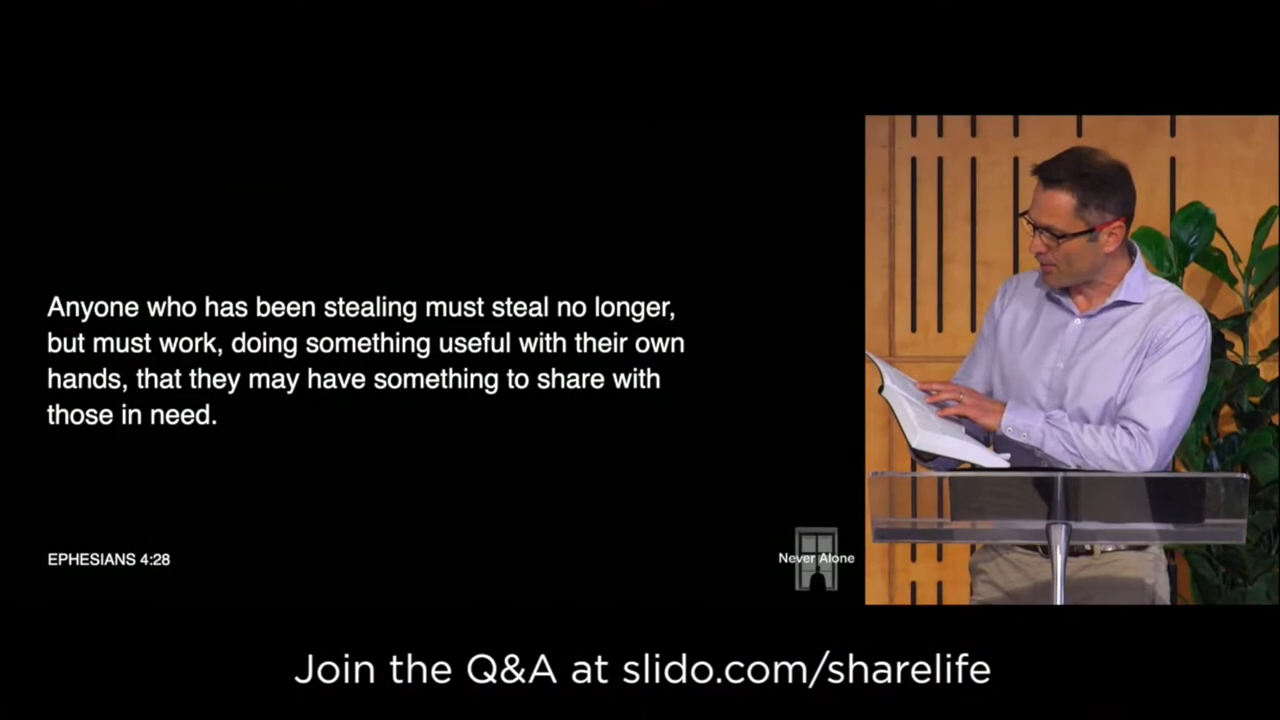 Anyone who has been stealing must steal no longer,
but must work, doing something useful with their own
hands, that they may have something to share with
those in need.
EPHESIANS 4:28
Never Alone
Join the Q&A at slido.com/sharelife